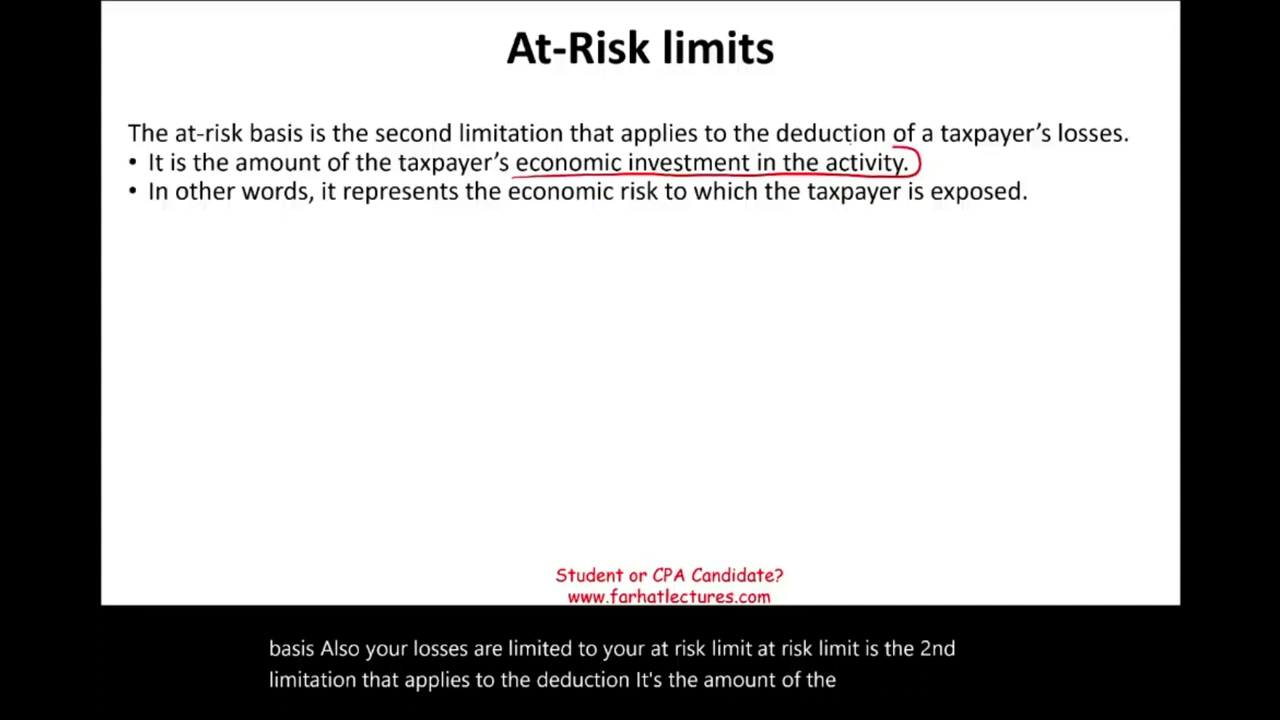 At-Risk limits
The at-risk basis is the second limitation that applies to the deduction of a taxpayer's losses.
• It is the amount of the taxpayer's economic investment in the activity.
• In other words, it represents the economic risk to which the taxpayer is exposed.
Student or CPA Candidate?
www.farhatlectures.com
basis Also your losses are limited to your at risk limit at risk limit is the 2nd
limitation that applies to the deduction It's the amount of the